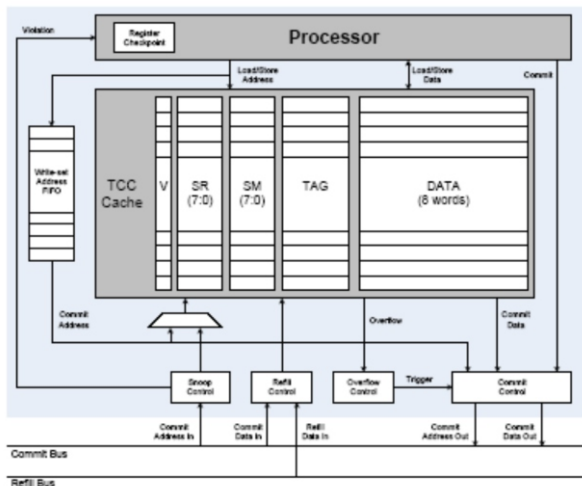 Violation
Register
Checkpoint
Processor
Load/Store
Address
Load/Store
Data
Commit
Write-set
Address
FIFO
TCC
Cache
V
SR
(7:0)
SM
(7:0)
TAG
DATA
(8 words)
Commit
Address
Overflow
Commit
Data
Snoop
Control
Refill
Control
Overflow
Control
Trigger
Commit
Control
Commit
Address In
Commit
Data In
Refill
Data In
Commit
Address Out
Commit
Data Out
Commit Bus
Refill Bus